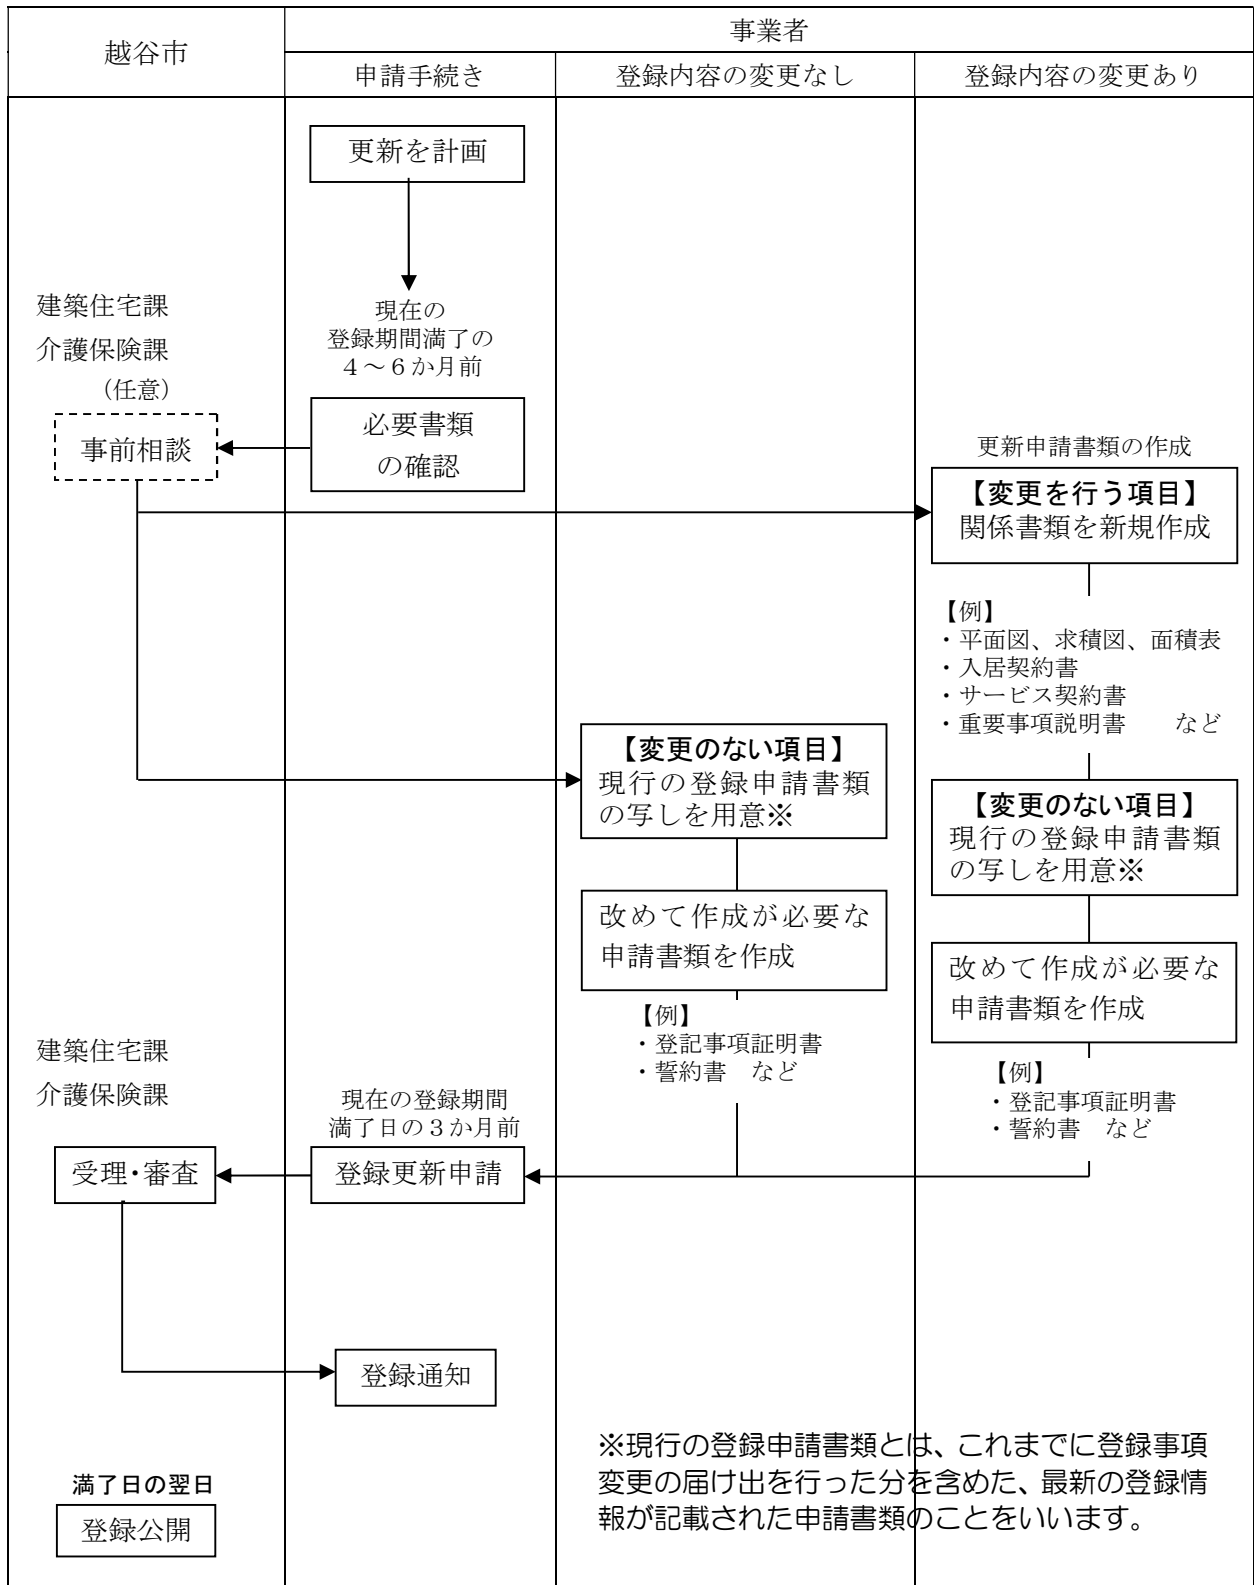 越谷市
事業者
申請手続き
登録内容の変更なし
登録内容の変更あり
更新を計画
建築住宅課
介護保険課
（任意）
事前相談
現在の
登録期間満了の
４～６か月前
必要書類
の確認
更新申請書類の作成
【変更を行う項目】
関係書類を新規作成
【例】
・平面図、求積図、面積表
・入居契約書
・サービス契約書
・重要事項説明書　　など
【変更のない項目】
現行の登録申請書類
の写しを用意※
改めて作成が必要な
申請書類を作成
【例】
・登記事項証明書
・誓約書　など
【変更のない項目】
現行の登録申請書類
の写しを用意※
改めて作成が必要な
申請書類を作成
【例】
・登記事項証明書
・誓約書　など
建築住宅課
介護保険課
現在の登録期間
満了日の３か月前
受理・審査
登録更新申請
登録通知
※現行の登録申請書類とは、これまでに登録事項
変更の届け出を行った分を含めた、最新の登録情
報が記載された申請書類のことをいいます。
満了日の翌日
登録公開